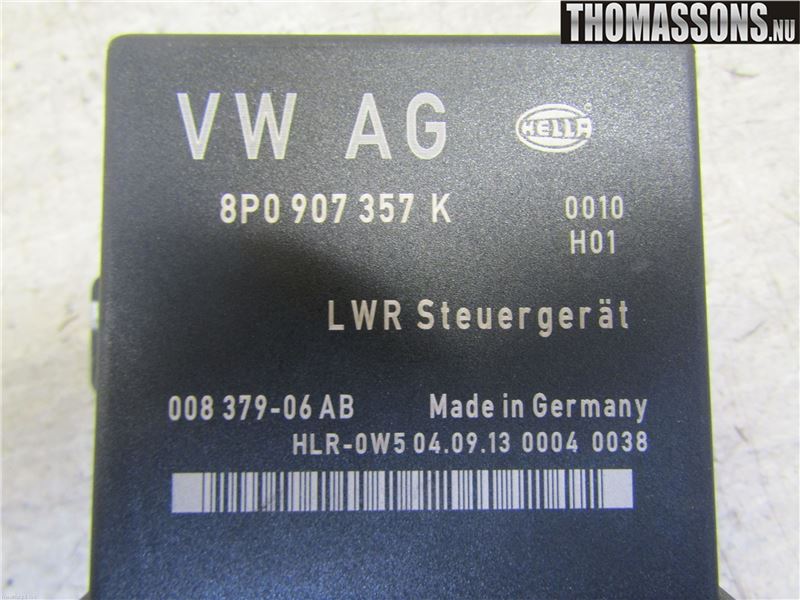 THOMASSONS.NU
VW AG
HELLA
8P0 907 357 K
0010
H01
LWR Steuergerät
008 379-06 AB
Made in Germany
HLR-0W5 04.09.13 0004 0038